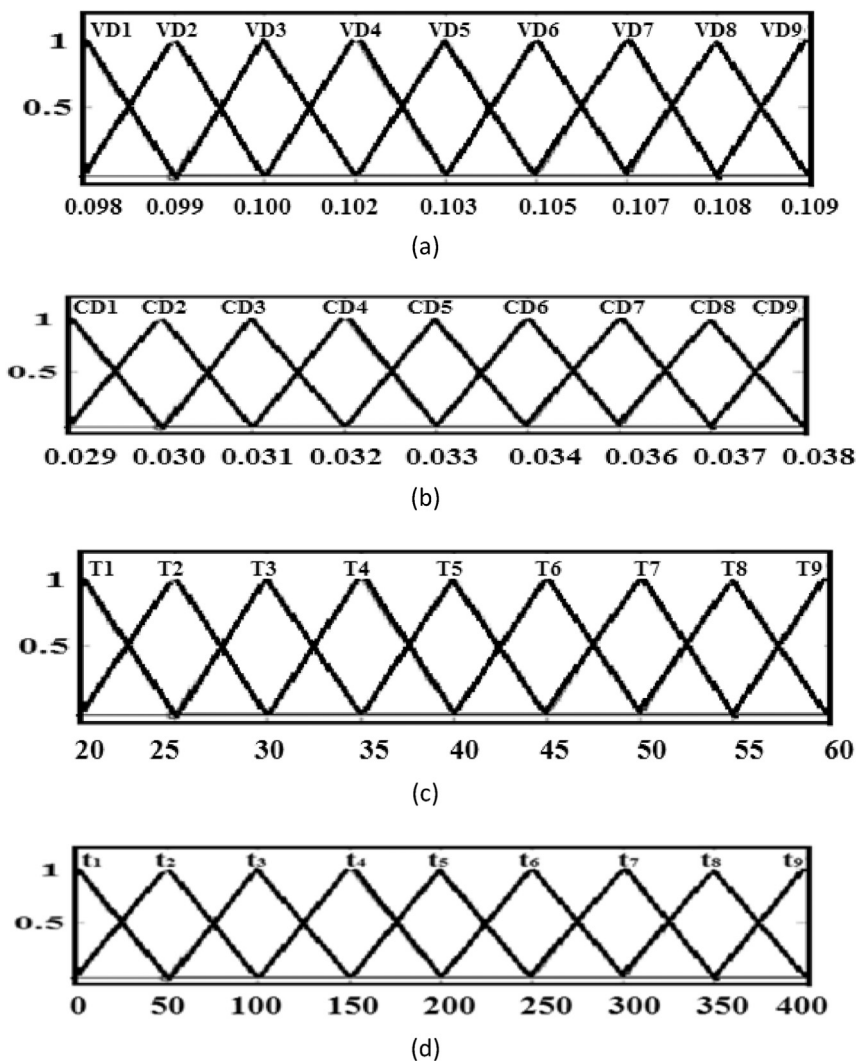 VD1 VD2 VD3 VD4 VD5 VD6 VD7 VD8 VD9
1
0.5
0.098 0.099 0.100 0.102 0.103 0.105 0.107 0.108 0.109
(a)
CD1 CD2 CD3 CD4 CD5 CD6 CD7 CD8 CD9
1
0.5
0.029 0.030 0.031 0.032 0.033 0.034 0.036 0.037 0.038
(b)
T1 T2 T3 T4 T5 T6 T7 T8 T9
1
0.5
20 25 30 35 40 45 50 55 60
(c)
t₁ t₂ t₃ t₄ t₅ t₆ t₇ t₈ t₉
1
0.5
0 50 100 150 200 250 300 350 400
(d)